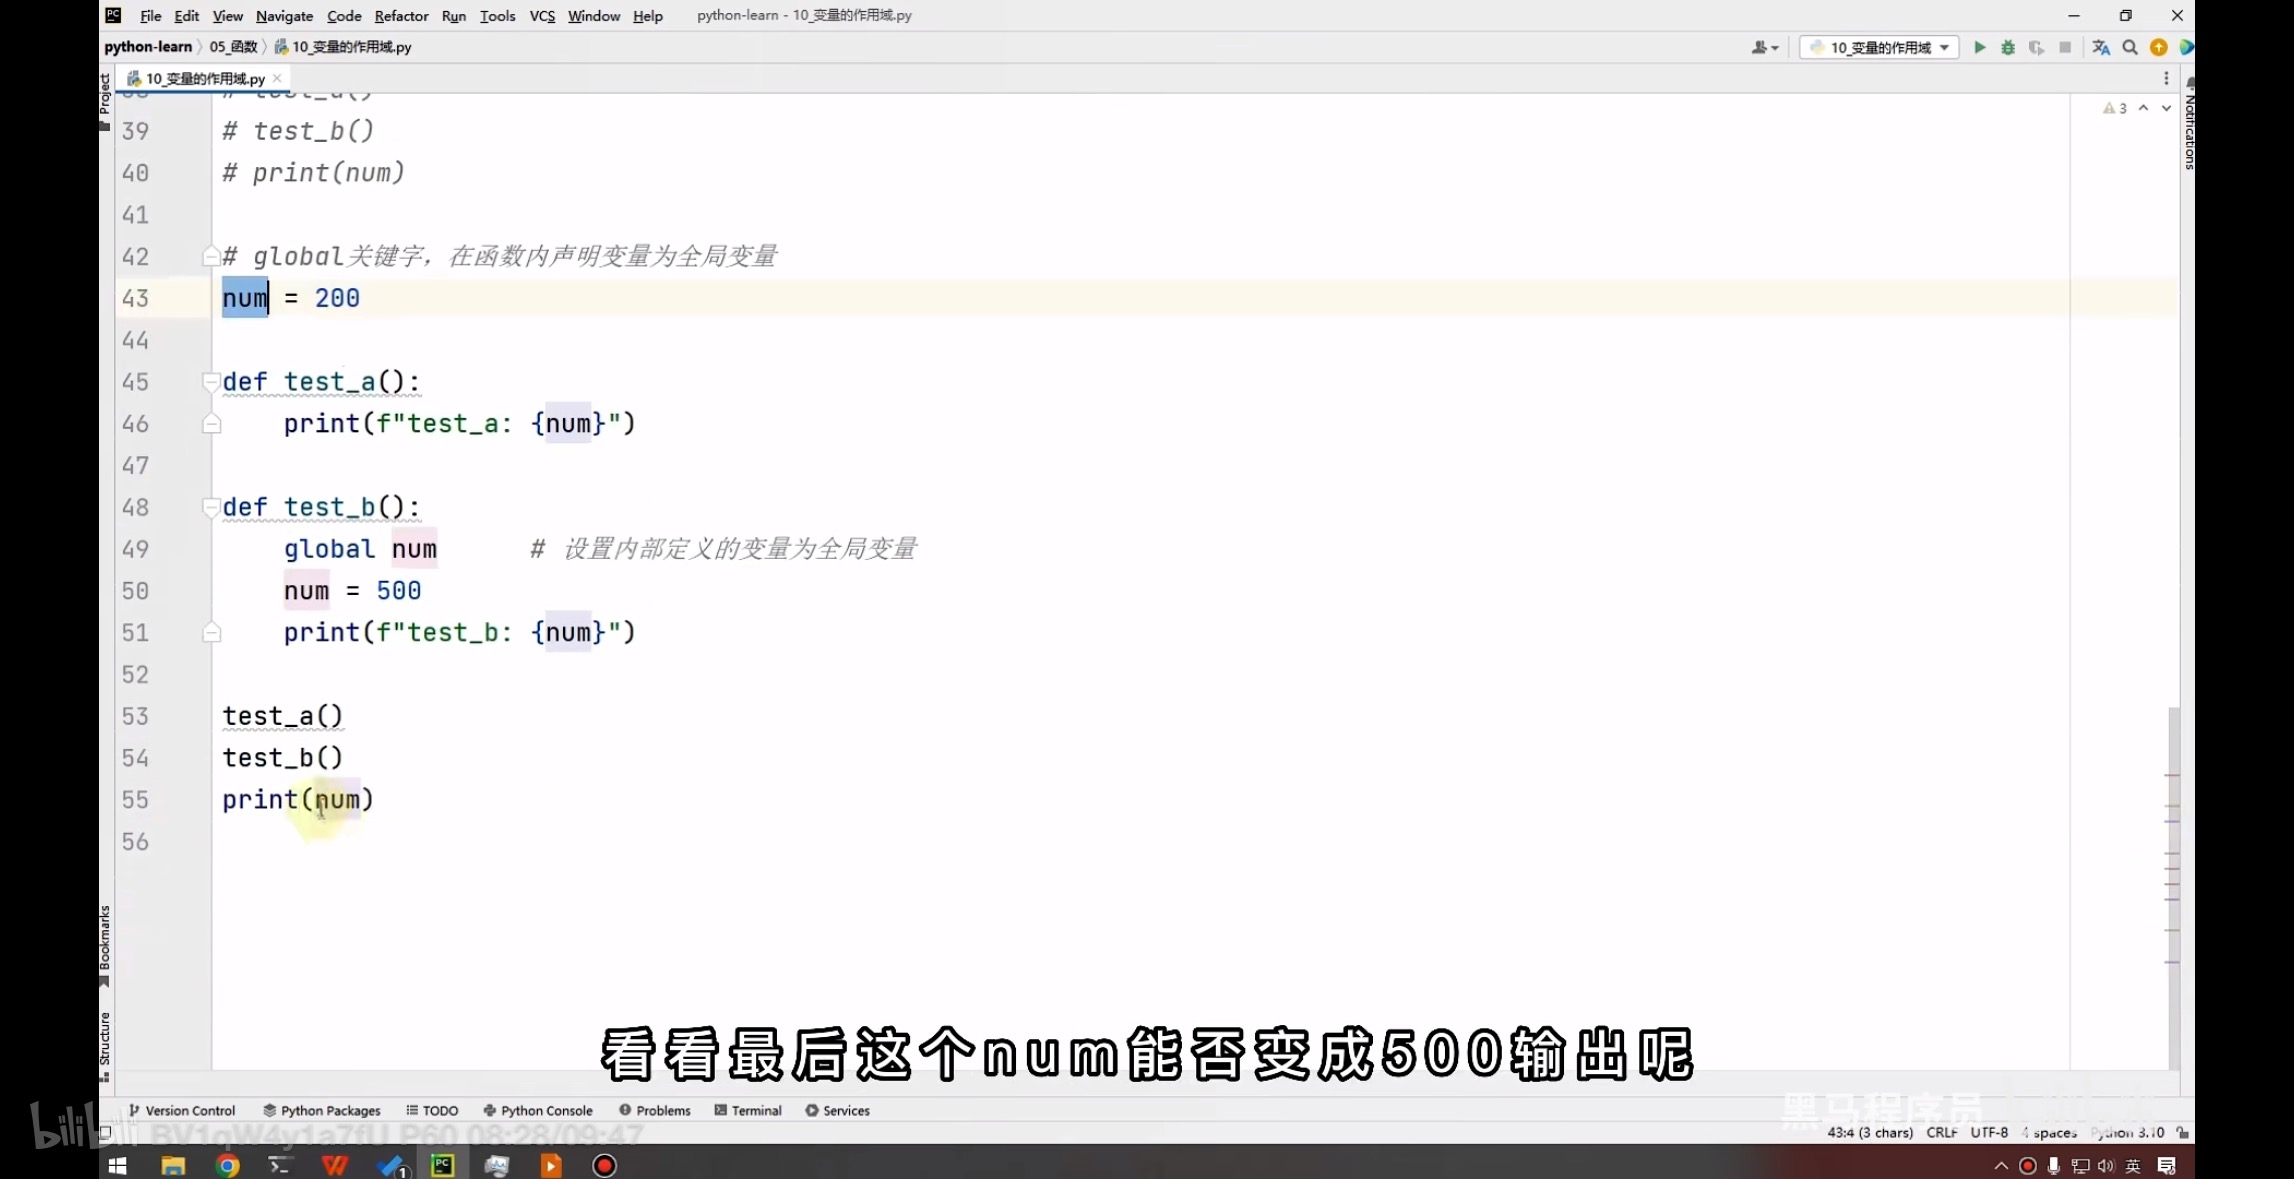 File Edit View Navigate Code Refactor Run Tools VCS Window Help python-learn - 10_变量的作用域.py
python-learn 05_函数 10_变量的作用域.py 10_变量的作用域
10_变量的作用域.py
Project
Notifications
3
38 # test_a()
39 # test_b()
40 # print(num)
41
42 # global关键字，在函数内声明变量为全局变量
43 num = 200
44
45 def test_a():
46 print(f"test_a: {num}")
47
48 def test_b():
49 global num # 设置内部定义的变量为全局变量
50 num = 500
51 print(f"test_b: {num}")
52
53 test_a()
54 test_b()
55 print(num)
56
Bookmarks
Structure
看看最后这个num能否变成500输出呢
Version Control Python Packages TODO Python Console Problems Terminal Services
黑马程序员
bilibili BV1qW4y1a7fU P60 08:28/09:47
43:4 (3 chars) CRLF UTF-8 4 spaces Python 3.10
英